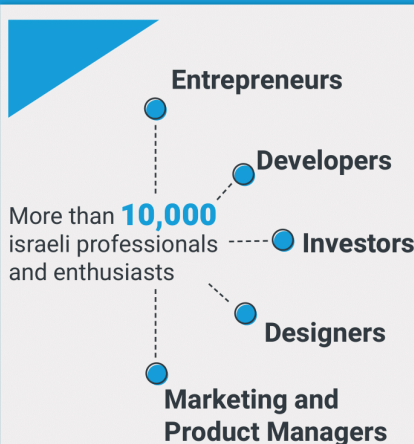 Entrepreneurs
Developers
More than 10,000
israeli professionals
and enthusiasts
Investors
Designers
Marketing and
Product Managers